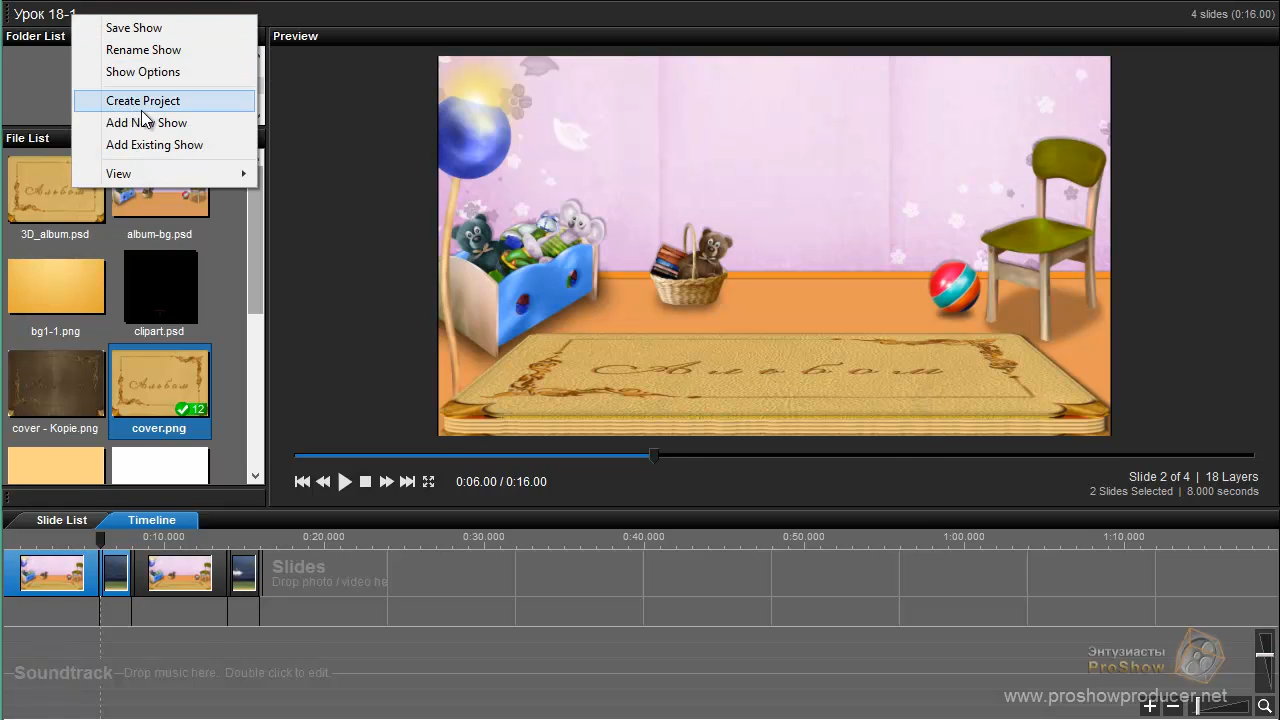 Урок 18-1
4 slides (0:16.00)
Save Show
Rename Show
Show Options
Create Project
Add New Show
Add Existing Show
View
Folder List
Preview
File List
Альбом
3D_album.psd
album-bg.psd
bg1-1.png
clipart.psd
Альбом
12
cover - Kopie.png
cover.png
Альбом
0:06.00 / 0:16.00
Slide 2 of 4 | 18 Layers
2 Slides Selected | 8.000 seconds
Slide List
Timeline
0:10.000
0:20.000
0:30.000
0:40.000
0:50.000
1:00.000
1:10.000
Slides
Drop photo / video he
Soundtrack
Drop music here. Double click to edit.
Энтузиасты
ProShow
www.proshowproducer.net